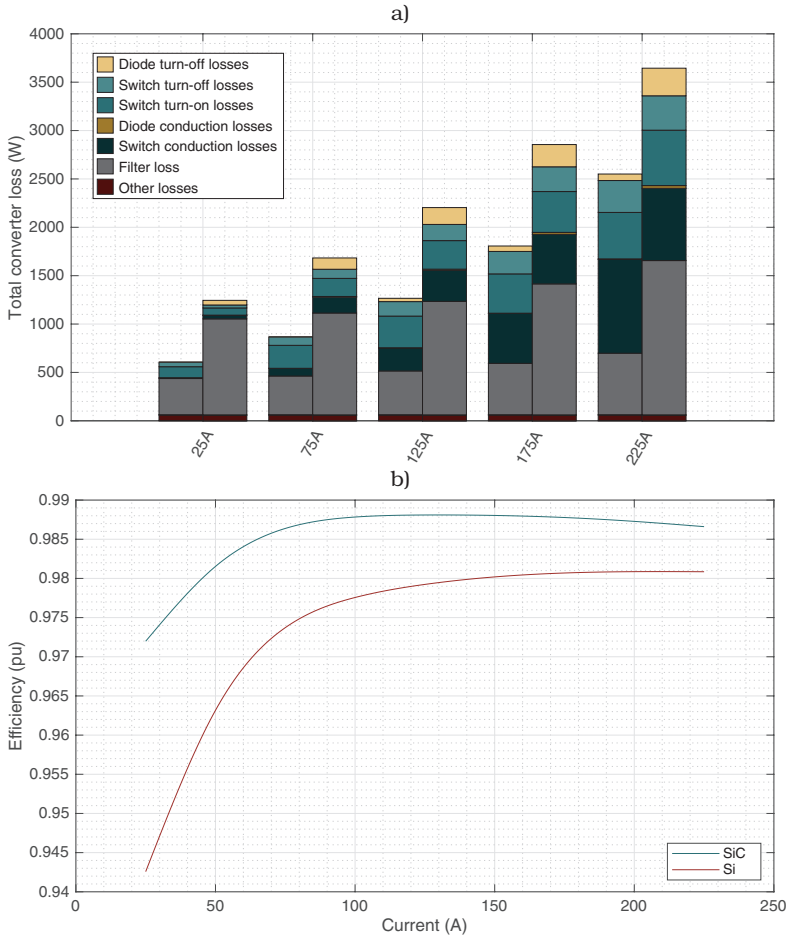 a)
4000
3500
3000
2500
2000
1500
1000
500
0
Total converter loss (W)
Diode turn-off losses
Switch turn-off losses
Switch turn-on losses
Diode conduction losses
Switch conduction losses
Filter loss
Other losses
25A
75A
125A
175A
225A
b)
0.99
0.985
0.98
0.975
0.97
0.965
0.96
0.955
0.95
0.945
0.94
Efficiency (pu)
SiC
Si
0
50
100
150
200
250
Current (A)